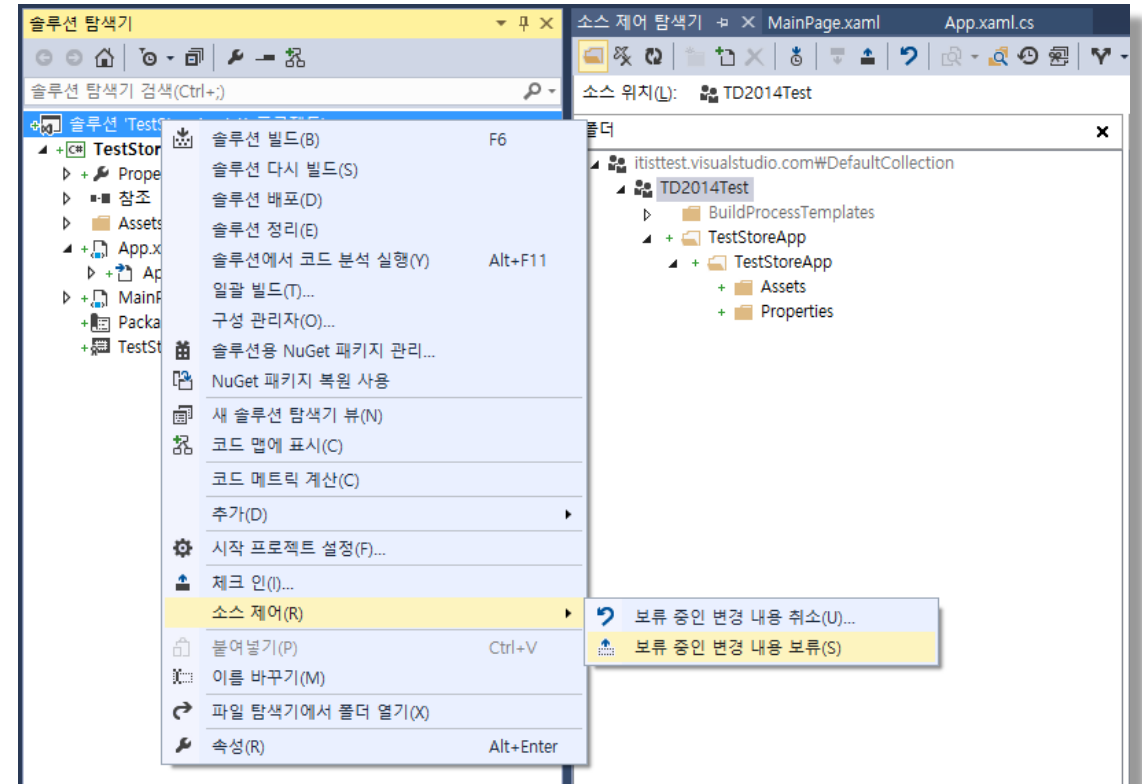 솔루션 탐색기
솔루션 탐색기 검색(Ctrl+;)
솔루션
TestStor
Prope
참조
Assets
App.x
Ap
MainP
Packa
TestSt
솔루션 빌드(B) F6
솔루션 다시 빌드(S)
솔루션 배포(D)
솔루션 정리(E)
솔루션에서 코드 분석 실행(Y) Alt+F11
일괄 빌드(T)...
구성 관리자(O)...
솔루션용 NuGet 패키지 관리...
NuGet 패키지 복원 사용
새 솔루션 탐색기 뷰(N)
코드 맵에 표시(C)
코드 메트릭 계산(C)
추가(D)
시작 프로젝트 설정(F)...
체크 인(I)...
소스 제어(R)
붙여넣기(P) Ctrl+V
이름 바꾸기(M)
파일 탐색기에서 폴더 열기(X)
속성(R) Alt+Enter
보류 중인 변경 내용 취소(U)...
보류 중인 변경 내용 보류(S)
소스 제어 탐색기 MainPage.xaml App.xaml.cs
소스 위치(L): TD2014Test
폴더
itisttest.visualstudio.com₩DefaultCollection
TD2014Test
BuildProcessTemplates
TestStoreApp
TestStoreApp
Assets
Properties